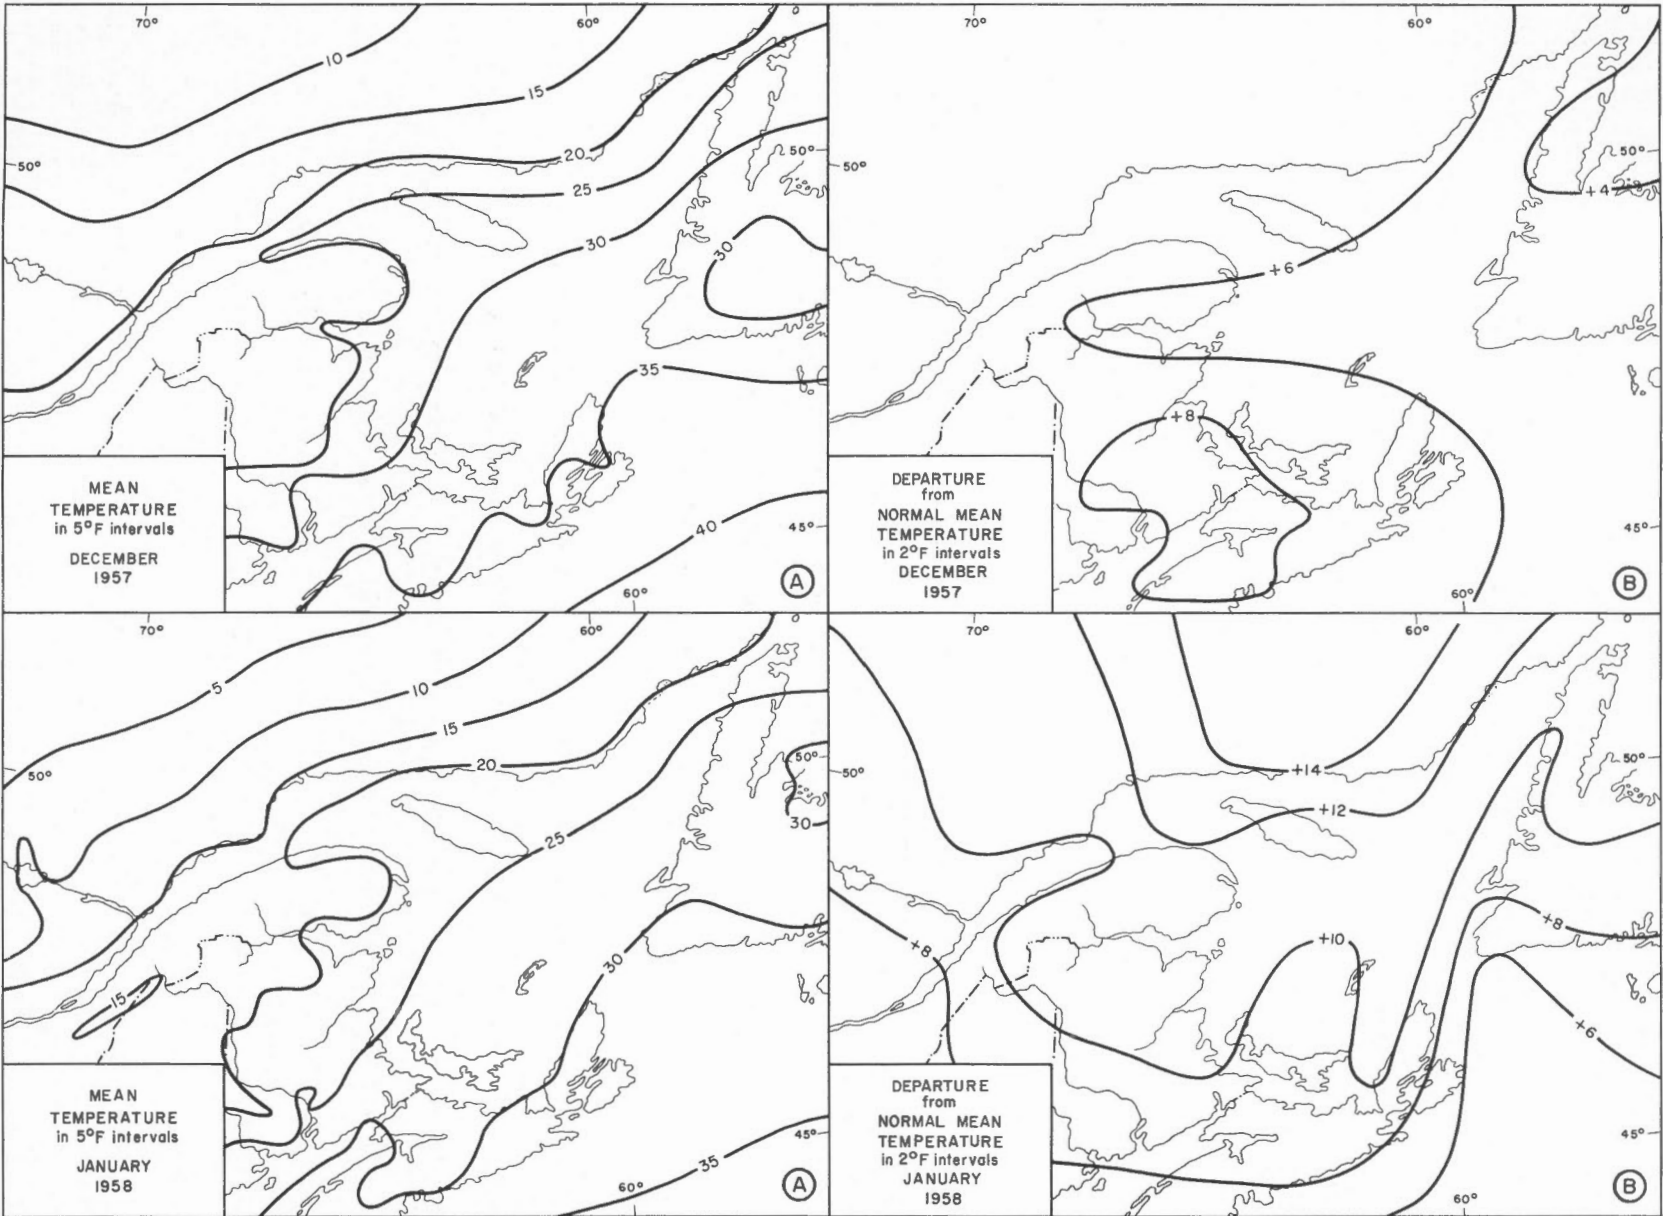 70°
60°
10
15
50°
20
25
30
30
50°
35
40
45°
60°
MEAN
TEMPERATURE
in 5°F intervals
DECEMBER
1957
A
70°
60°
50°
50°
+4
+6
+8
45°
60°
DEPARTURE
from
NORMAL MEAN
TEMPERATURE
in 2°F intervals
DECEMBER
1957
B
70°
60°
5
10
15
20
50°
50°
30
25
30
15
35
45°
60°
MEAN
TEMPERATURE
in 5°F intervals
JANUARY
1958
A
70°
60°
50°
50°
+14
+12
+8
+10
+8
+6
45°
60°
DEPARTURE
from
NORMAL MEAN
TEMPERATURE
in 2°F intervals
JANUARY
1958
B